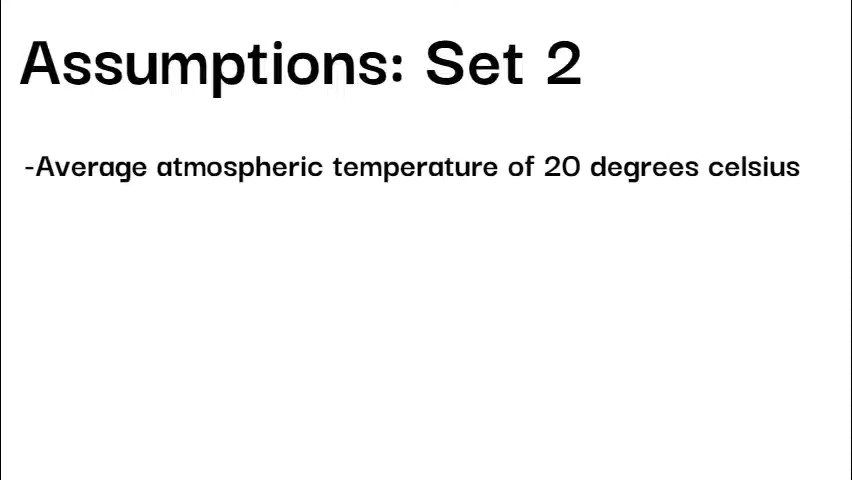 Assumptions: Set 2
-Average atmospheric temperature of 20 degrees celsius